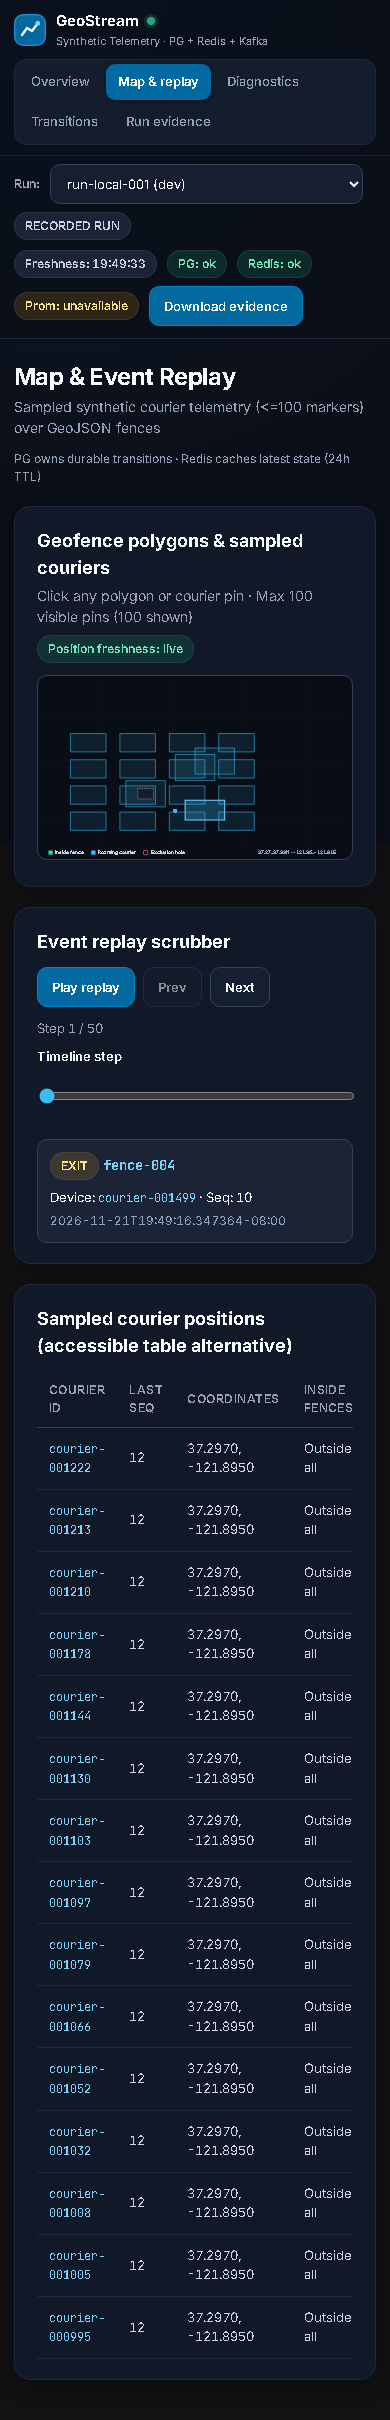 GeoStream
Synthetic Telemetry · PG + Redis + Kafka
Overview
Map & replay
Diagnostics
Transitions
Run evidence
Run:
run-local-001 (dev)
RECORDED RUN
Freshness: 19:49:33
PG: ok
Redis: ok
Prom: unavailable
Download evidence
Map & Event Replay
Sampled synthetic courier telemetry (<=100 markers)
over GeoJSON fences
PG owns durable transitions · Redis caches latest state (24h
TTL)
Geofence polygons & sampled
couriers
Click any polygon or courier pin · Max 100
visible pins (100 shown)
Position freshness: live
Inside fence
Roaming courier
Exclusion hole
Event replay scrubber
Play replay
Prev
Next
Step 1 / 50
Timeline step
EXIT fence-004
Device: courier-001499 · Seq: 10
2026-11-21T19:49:16.347364-08:00
Sampled courier positions
(accessible table alternative)
COURIER ID LAST SEQ COORDINATES INSIDE FENCES
courier-001222 12 37.2970, -121.8950 Outside all
courier-001213 12 37.2970, -121.8950 Outside all
courier-001210 12 37.2970, -121.8950 Outside all
courier-001178 12 37.2970, -121.8950 Outside all
courier-001144 12 37.2970, -121.8950 Outside all
courier-001130 12 37.2970, -121.8950 Outside all
courier-001103 12 37.2970, -121.8950 Outside all
courier-001097 12 37.2970, -121.8950 Outside all
courier-001079 12 37.2970, -121.8950 Outside all
courier-001066 12 37.2970, -121.8950 Outside all
courier-001052 12 37.2970, -121.8950 Outside all
courier-001032 12 37.2970, -121.8950 Outside all
courier-001008 12 37.2970, -121.8950 Outside all
courier-001005 12 37.2970, -121.8950 Outside all
courier-000995 12 37.2970, -121.8950 Outside all